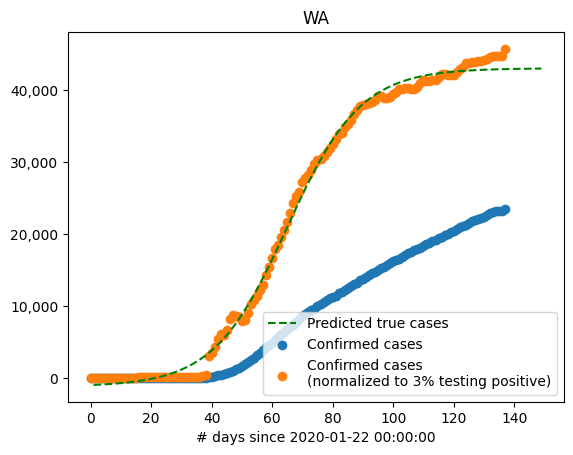 WA
40,000
30,000
20,000
10,000
0
Predicted true cases
Confirmed cases
Confirmed cases
(normalized to 3% testing positive)
0 20 40 60 80 100 120 140
# days since 2020-01-22 00:00:00